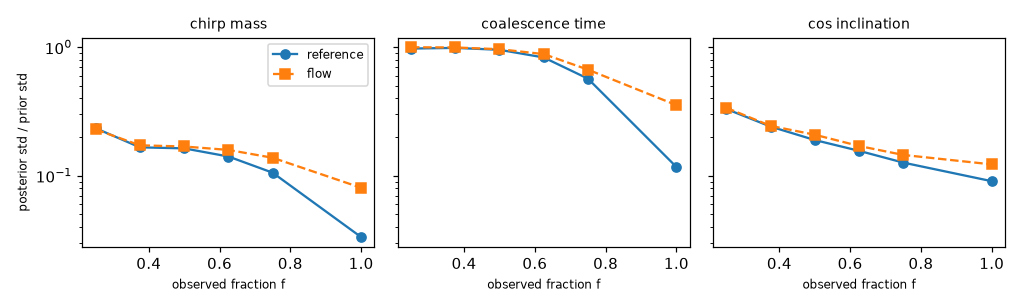 chirp mass
coalescence time
cos inclination
reference
flow
posterior std / prior std
10⁰
10⁻¹
0.4
0.6
0.8
1.0
0.4
0.6
0.8
1.0
0.4
0.6
0.8
1.0
observed fraction f
observed fraction f
observed fraction f